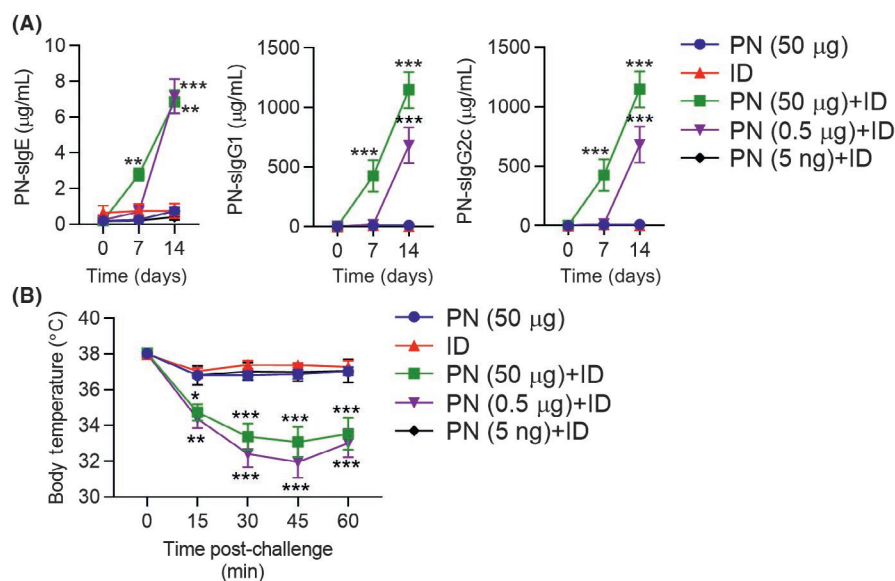 (A)
PN-sIgE (μg/mL)
10
8
6
4
2
0
***
**
**
0 7 14
Time (days)
PN-sIgG1 (μg/mL)
1500
1000
500
0
***
***
***
0 7 14
Time (days)
PN-sIgG2c (μg/mL)
1500
1000
500
0
***
***
***
0 7 14
Time (days)
PN (50 μg)
ID
PN (50 μg)+ID
PN (0.5 μg)+ID
PN (5 ng)+ID
(B)
Body temperature (°C)
40
38
36
34
32
30
*
**
***
***
***
***
***
***
0 15 30 45 60
Time post-challenge
(min)
PN (50 μg)
ID
PN (50 μg)+ID
PN (0.5 μg)+ID
PN (5 ng)+ID